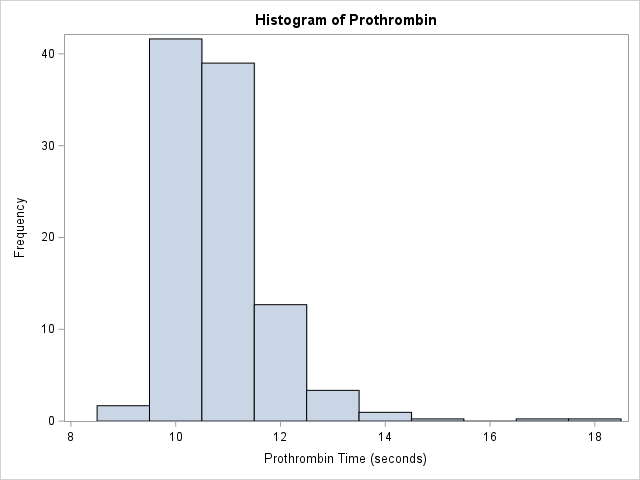 Histogram of Prothrombin
Frequency
40
30
20
10
0
8 10 12 14 16 18
Prothrombin Time (seconds)